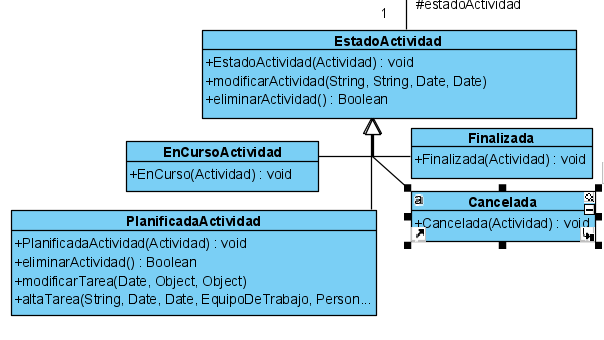 #estadoActividad
1
EstadoActividad
+EstadoActividad(Actividad) : void
+modificarActividad(String, String, Date, Date)
+eliminarActividad() : Boolean
EnCursoActividad
+EnCurso(Actividad) : void
Finalizada
+Finalizada(Actividad) : void
a
Cancelada
+Cancelada(Actividad) : void
PlanificadaActividad
+PlanificadaActividad(Actividad) : void
+eliminarActividad() : Boolean
+modificarTarea(Date, Object, Object)
+altaTarea(String, Date, Date, EquipoDeTrabajo, Person...